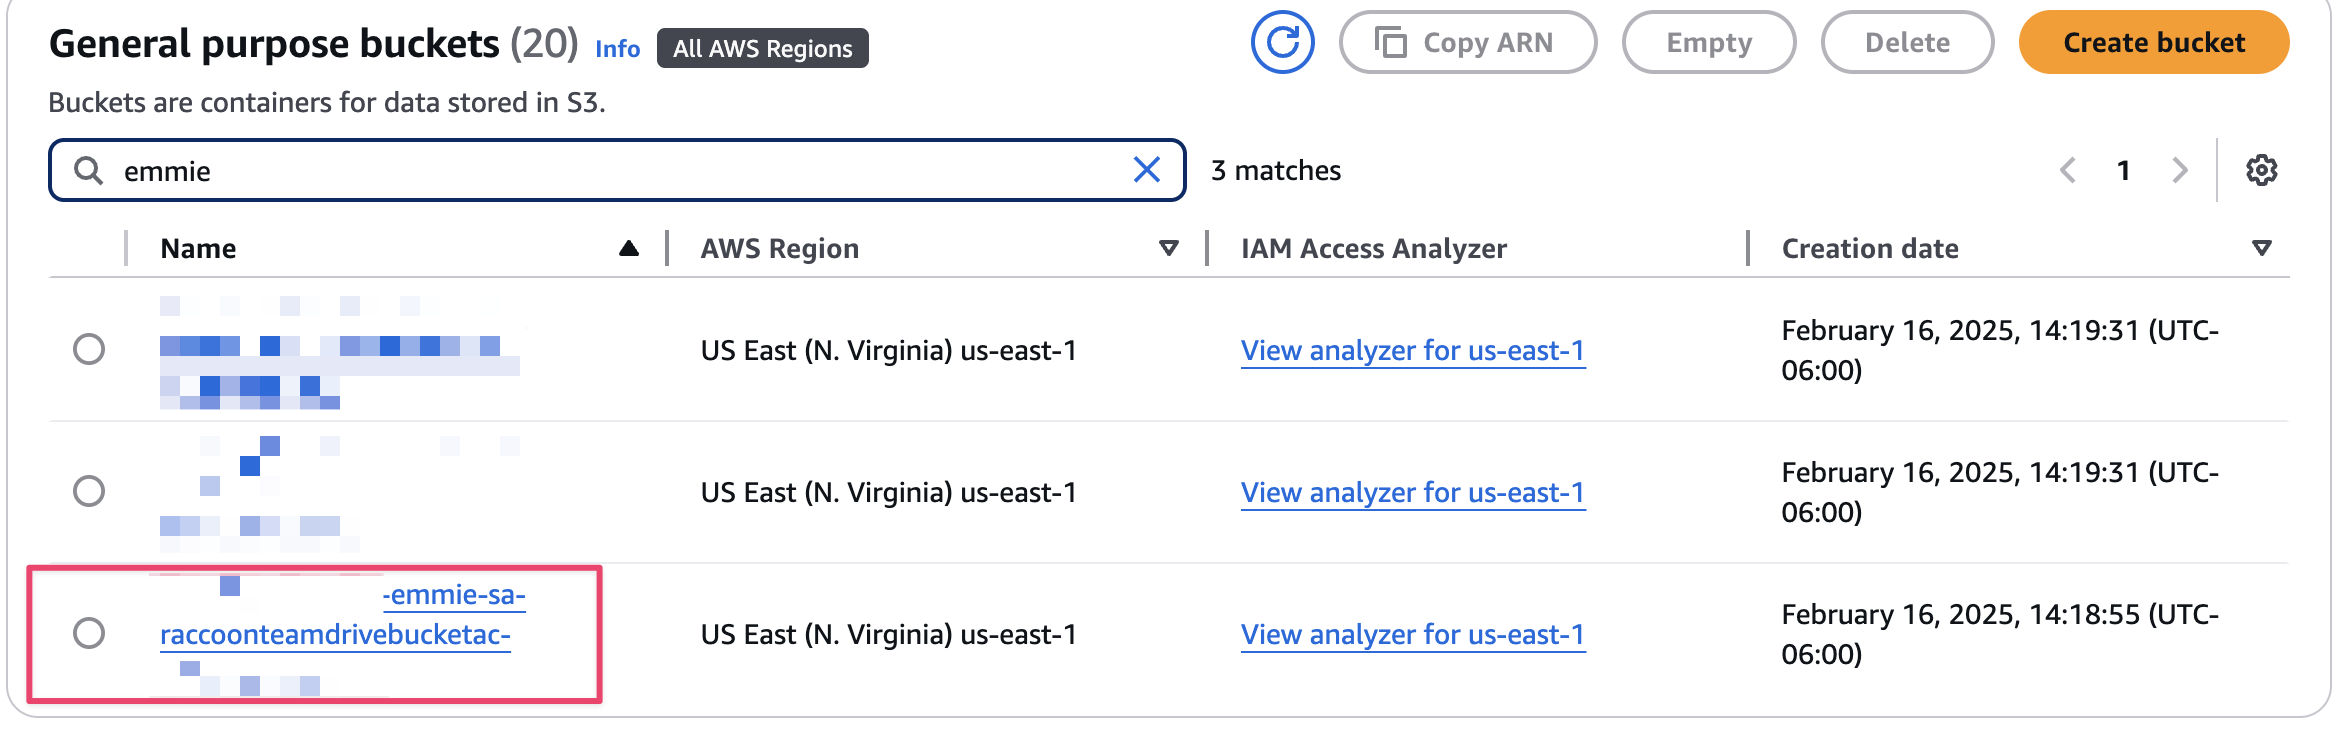 General purpose buckets (20) Info All AWS Regions
Copy ARN
Empty
Delete
Create bucket
Buckets are containers for data stored in S3.
emmie
3 matches
1
Name
AWS Region
IAM Access Analyzer
Creation date
US East (N. Virginia) us-east-1
View analyzer for us-east-1
February 16, 2025, 14:19:31 (UTC-
06:00)
US East (N. Virginia) us-east-1
View analyzer for us-east-1
February 16, 2025, 14:19:31 (UTC-
06:00)
-emmie-sa-
raccoonteamdrivebucketac-
US East (N. Virginia) us-east-1
View analyzer for us-east-1
February 16, 2025, 14:18:55 (UTC-
06:00)